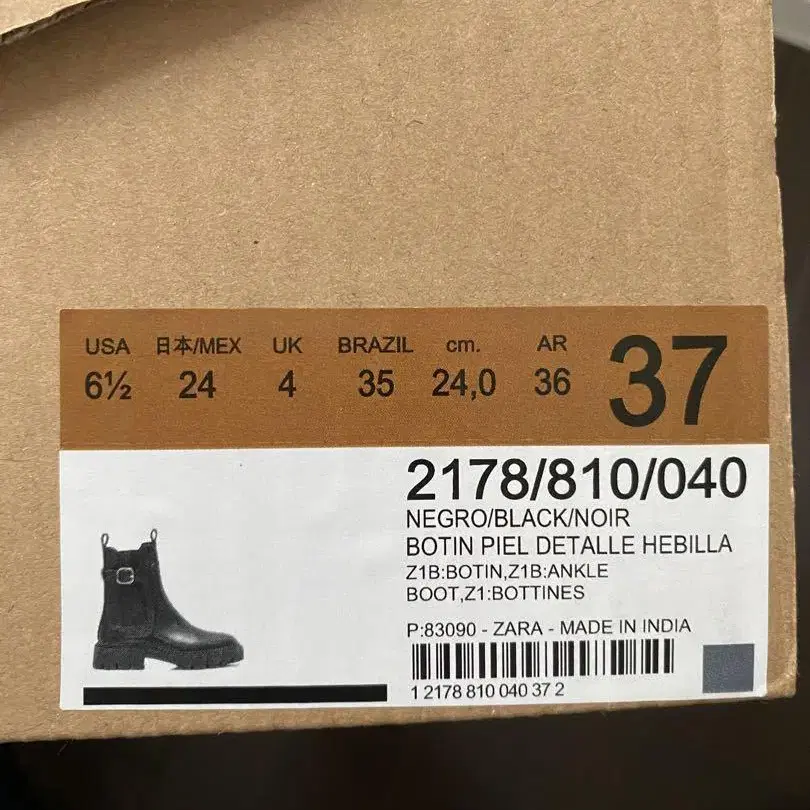 USA 日本/MEX UK BRAZIL cm. AR
6½ 24 4 35 24,0 36 37
2178/810/040
NEGRO/BLACK/NOIR
BOTIN PIEL DETALLE HEBILLA
Z1B:BOTIN,Z1B:ANKLE
BOOT,Z1:BOTTINES
P:83090 - ZARA - MADE IN INDIA
1 2178 810 040 37 2